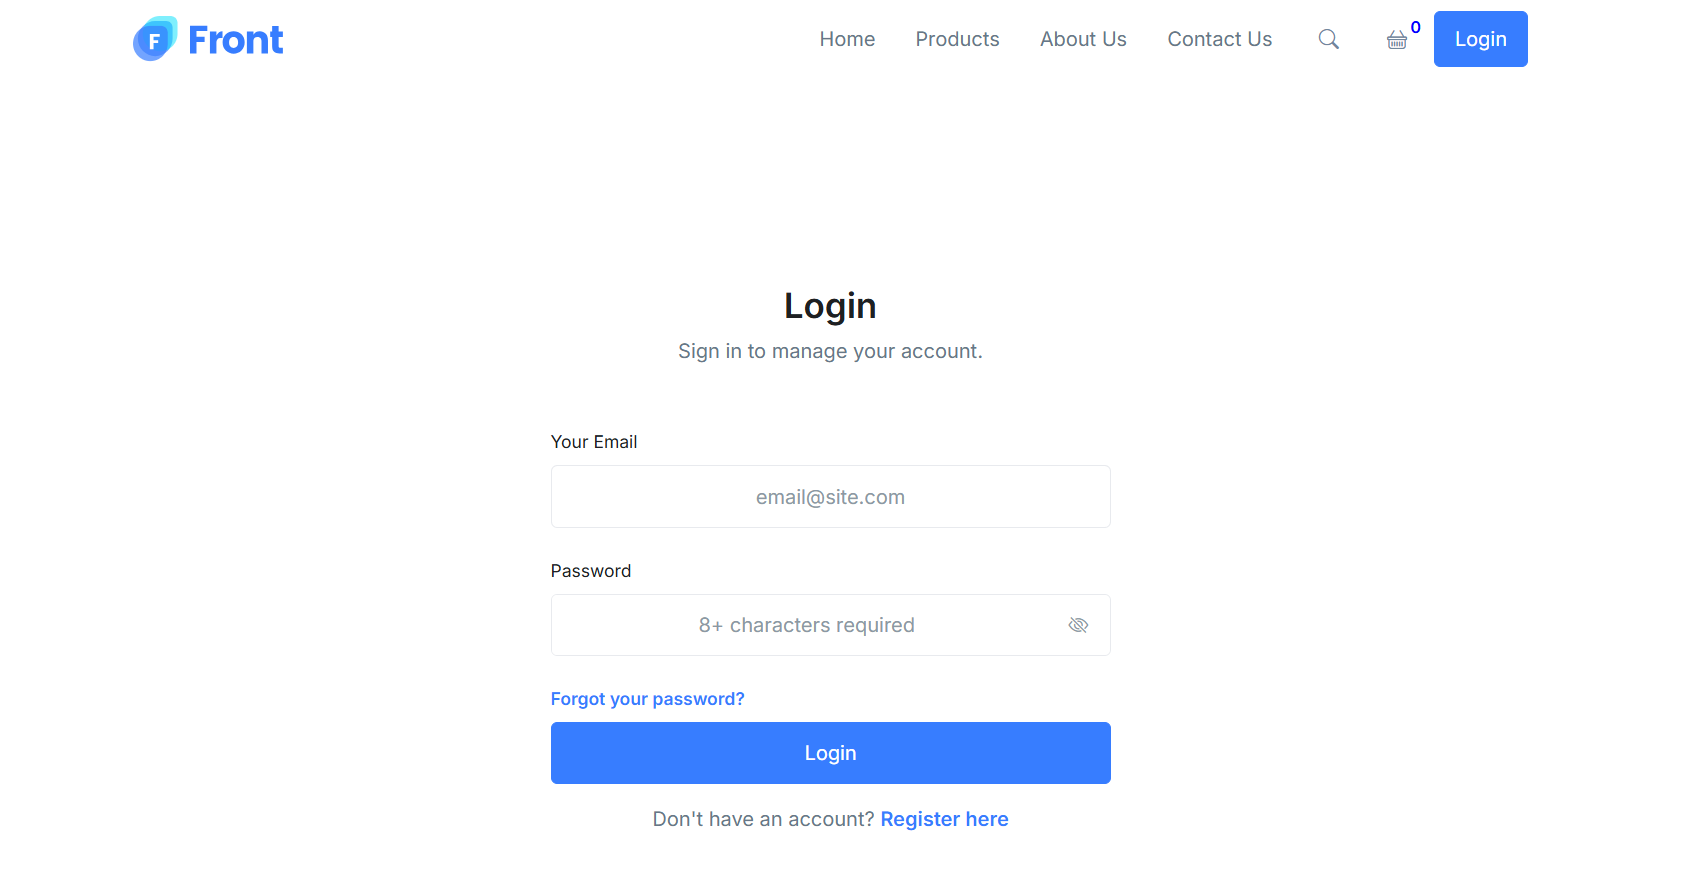 F Front Home Products About Us Contact Us 0 Login
Login
Sign in to manage your account.
Your Email
email@site.com
Password
8+ characters required
Forgot your password?
Login
Don't have an account? Register here